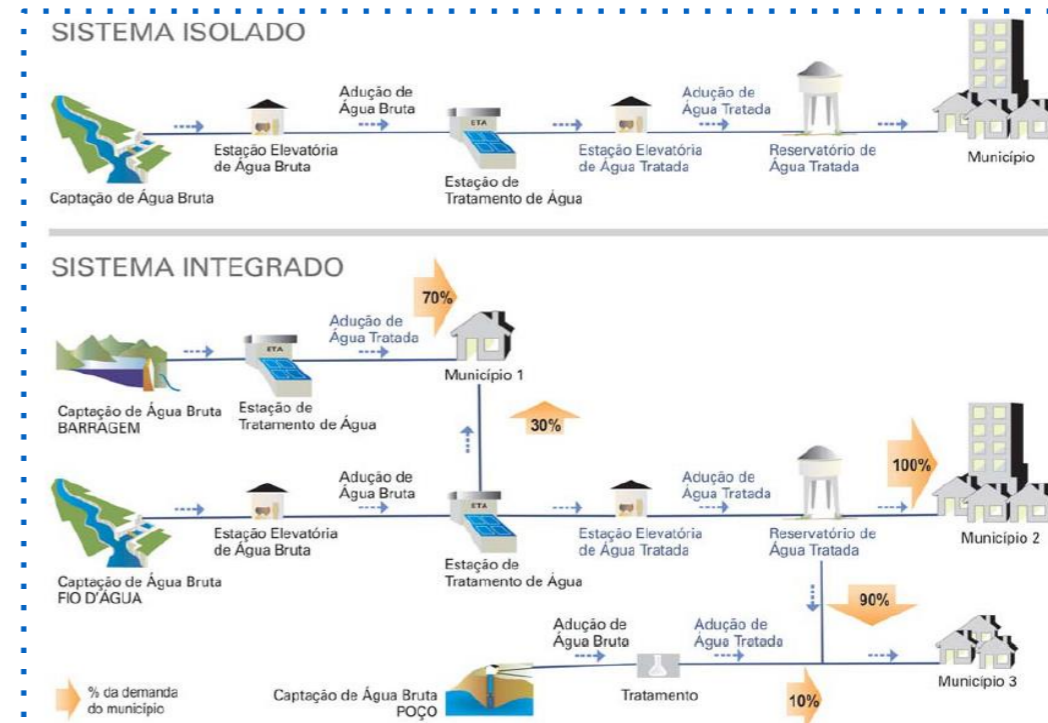 SISTEMA ISOLADO
Captação de Água Bruta
Estação Elevatória
de Água Bruta
Adução de
Água Bruta
ETA
Estação de
Tratamento de Água
Estação Elevatória
de Água Tratada
Adução de
Água Tratada
Reservatório de
Água Tratada
Município
SISTEMA INTEGRADO
Captação de Água Bruta
BARRAGEM
ETA
Estação de
Tratamento de Água
Adução de
Água Tratada
70%
Município 1
30%
Captação de Água Bruta
FIO D'ÁGUA
Estação Elevatória
de Água Bruta
Adução de
Água Bruta
ETA
Estação de
Tratamento de Água
Estação Elevatória
de Água Tratada
Adução de
Água Tratada
Reservatório de
Água Tratada
100%
Município 2
90%
Captação de Água Bruta
POÇO
Adução de
Água Bruta
Tratamento
Adução de
Água Tratada
10%
Município 3
% da demanda
do município